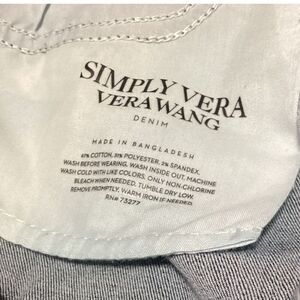 SIMPLY VERA
VERAWANG
DENIM
MADE IN BANGLADESH
67% COTTON, 31% POLYESTER, 2% SPANDEX.
WASH BEFORE WEARING. WASH INSIDE OUT, MACHINE
WASH COLD WITH LIKE COLORS. ONLY NON-CHLORINE
BLEACH WHEN NEEDED. TUMBLE DRY LOW.
REMOVE PROMPTLY, WARM IRON IF NEEDED.
RN# 73277